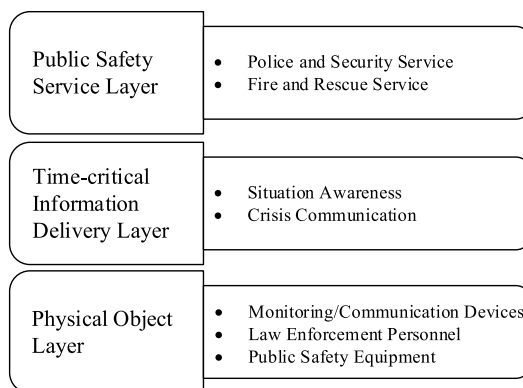 Public Safety
Service Layer
• Police and Security Service
• Fire and Rescue Service
Time-critical
Information
Delivery Layer
• Situation Awareness
• Crisis Communication
Physical Object
Layer
• Monitoring/Communication Devices
• Law Enforcement Personnel
• Public Safety Equipment